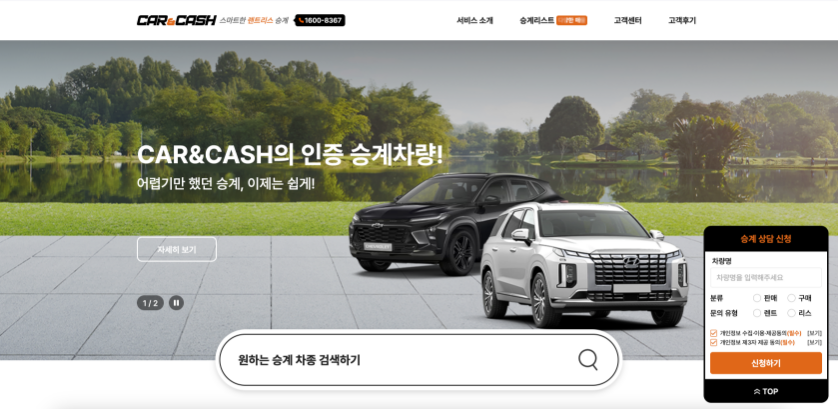 CAR&CASH 스마트한 렌트리스 승계 1600-8367
서비스 소개 승계리스트 고객센터 고객후기
CAR&CASH의 인증 승계차량!
어렵기만 했던 승계, 이제는 쉽게!
자세히 보기
1 / 2
원하는 승계 차종 검색하기
승계 상담 신청
차량명
차량명을 입력해주세요
분류 판매 구매
문의 유형 렌트 리스
개인정보 수집·이용·제공동의(필수) [보기]
개인정보 제3자 제공 동의(필수) [보기]
신청하기
TOP